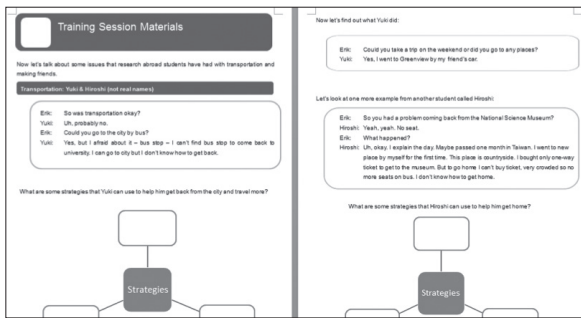 Training Session Materials
Now let's talk about some issues that research abroad students have had with transportation and
making friends.
Transportation: Yuki & Hiroshi (not real names)
Erik: So was transportation okay?
Yuki: Uh, probably no.
Erik: Could you go to the city by bus?
Yuki: Yes, but I afraid about it – bus stop – I can't find bus stop to come back to
university. I can go to city but I don't know how to get back.
What are some strategies that Yuki can use to help him get back from the city and travel more?
Strategies
Now let's find out what Yuki did:
Erik: Could you take a trip on the weekend or did you go to any places?
Yuki: Yes, I went to Greenview by my friend's car.
Let's look at one more example from another student called Hiroshi:
Erik: So you had a problem coming back from the National Science Museum?
Hiroshi: Yeah, yeah. No seat.
Erik: What happened?
Hiroshi: Uh, okay. I explain the day. Maybe passed one month in Taiwan. I went to new
place by myself for the first time. This place is countryside. I bought only one-way
ticket to get to the museum. But to go home I can't buy ticket, very crowded so no
more seats on bus. I don't know how to get home.
What are some strategies that Hiroshi can use to help him get home?
Strategies